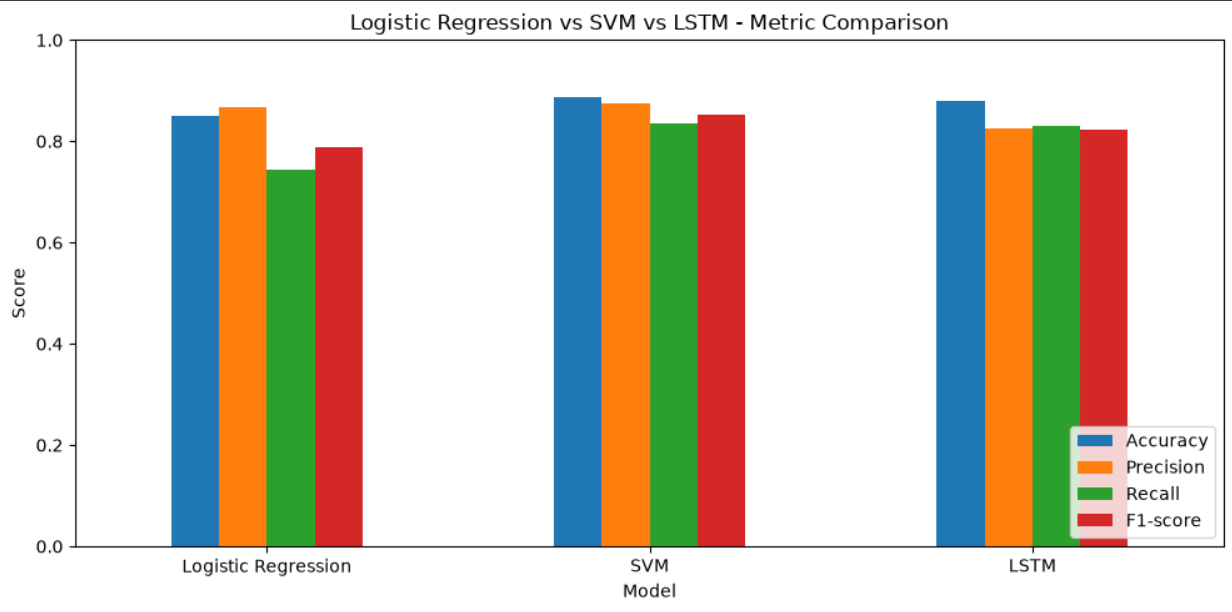 Logistic Regression vs SVM vs LSTM - Metric Comparison
1.0
0.8
0.6
0.4
0.2
0.0
Score
Logistic Regression
SVM
LSTM
Model
Accuracy
Precision
Recall
F1-score